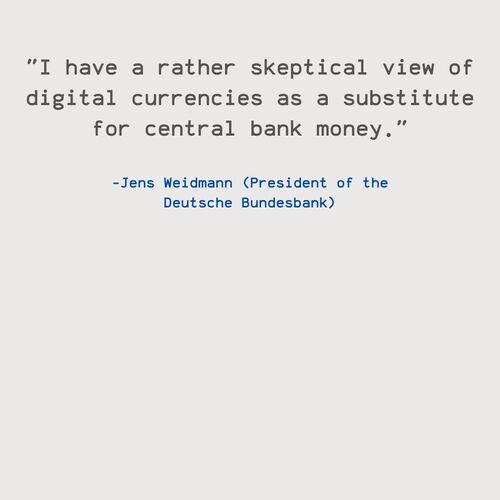 "I have a rather skeptical view of
digital currencies as a substitute
for central bank money."
-Jens Weidmann (President of the
Deutsche Bundesbank)